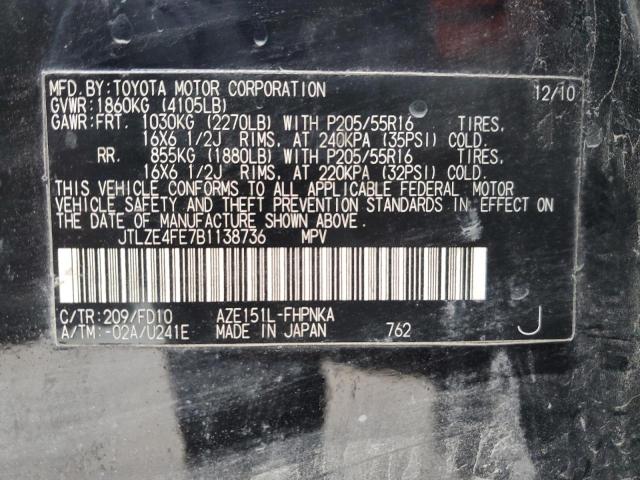 MFD. BY: TOYOTA MOTOR CORPORATION 12/10
GVWR: 1860KG (4105LB)
GAWR: FRT. 1030KG (2270LB) WITH P205/55R16 TIRES,
16X6 1/2J RIMS, AT 240KPA (35PSI) COLD.
RR. 855KG (1880LB) WITH P205/55R16 TIRES,
16X6 1/2J RIMS, AT 220KPA (32PSI) COLD.
THIS VEHICLE CONFORMS TO ALL APPLICABLE FEDERAL MOTOR
VEHICLE SAFETY AND THEFT PREVENTION STANDARDS IN EFFECT ON
THE DATE OF MANUFACTURE SHOWN ABOVE.
JTLZE4FE7B1138736 MPV
C/TR: 209/FD10 AZE151L-FHPNKA
A/TM: -02A/U241E MADE IN JAPAN 762 J